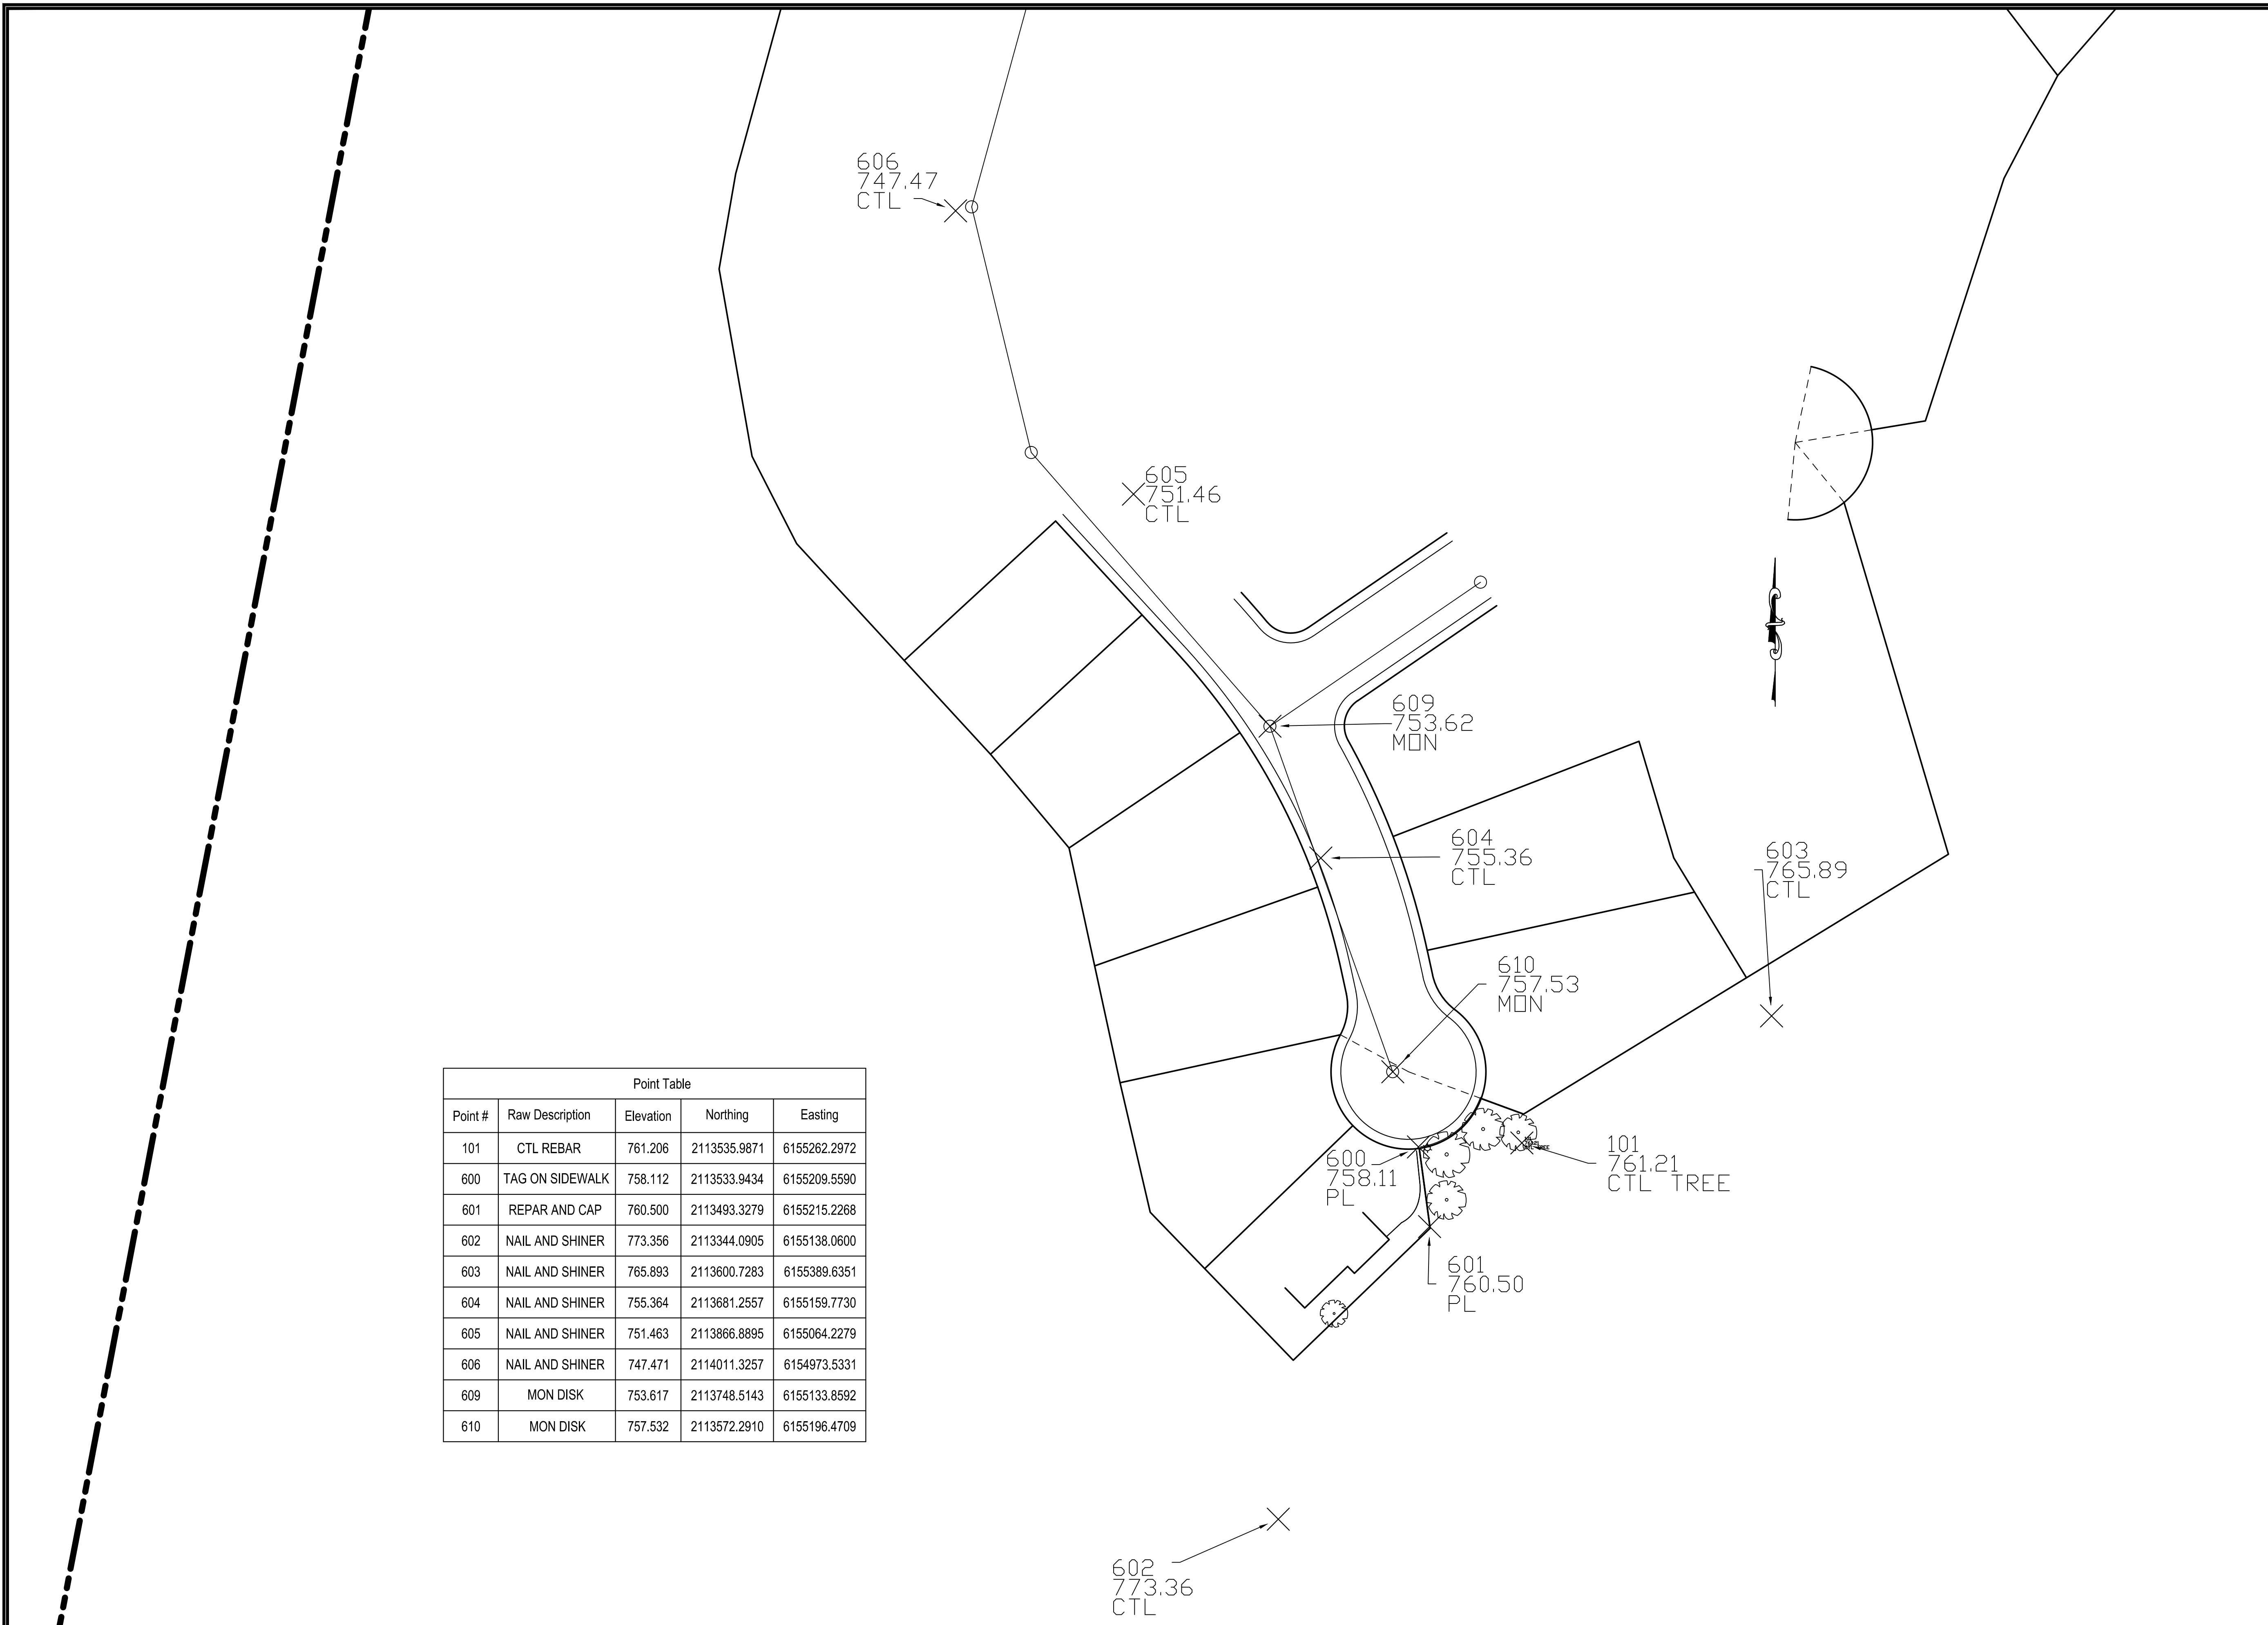 606
747.47
CTL
605
751.46
CTL
609
753.62
MON
604
755.36
CTL
603
765.89
CTL
610
757.53
MON
600
758.11
PL
101
761.21
CTL TREE
601
760.50
PL
602
773.36
CTL
Point Table
Point # Raw Description Elevation Northing Easting
101 CTL REBAR 761.206 2113535.9871 6155262.2972
600 TAG ON SIDEWALK 758.112 2113533.9434 6155209.5590
601 REPAR AND CAP 760.500 2113493.3279 6155215.2268
602 NAIL AND SHINER 773.356 2113344.0905 6155138.0600
603 NAIL AND SHINER 765.893 2113600.7283 6155389.6351
604 NAIL AND SHINER 755.364 2113681.2557 6155159.7730
605 NAIL AND SHINER 751.463 2113866.8895 6155064.2279
606 NAIL AND SHINER 747.471 2114011.3257 6154973.5331
609 MON DISK 753.617 2113748.5143 6155133.8592
610 MON DISK 757.532 2113572.2910 6155196.4709